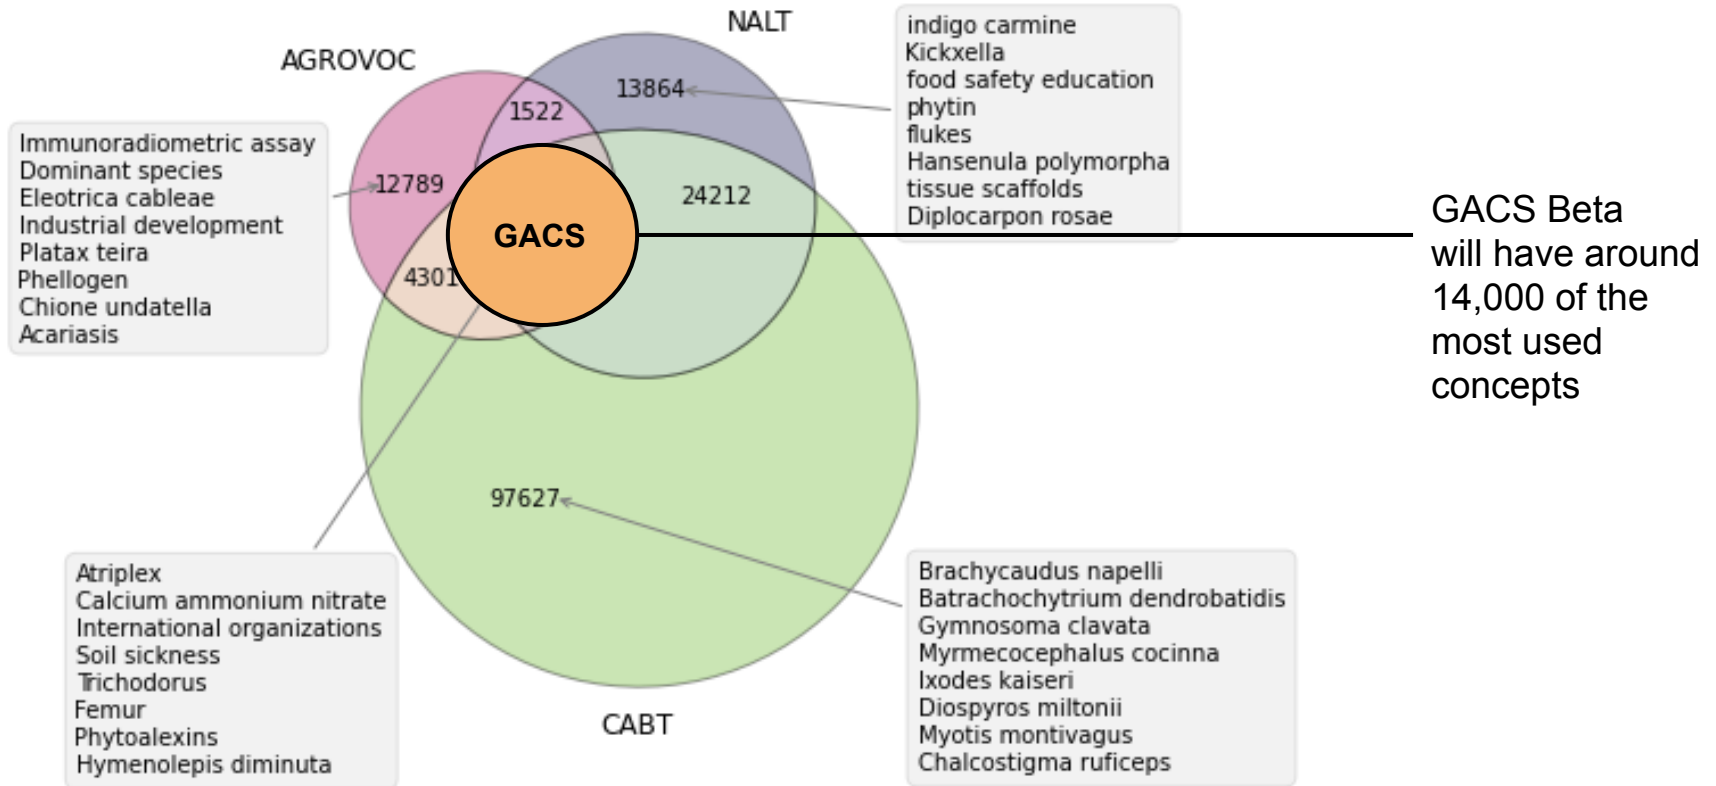 NALT
AGROVOC
indigo carmine
Kickxella
food safety education
phytin
flukes
Hansenula polymorpha
tissue scaffolds
Diplocarpon rosae
13864
1522
Immunoradiometric assay
Dominant species
Eleotrica cableae
Industrial development
Platax teira
Phellogen
Chione undatella
Acariasis
12789
24212
GACS
4301
GACS Beta
will have around
14,000 of the
most used
concepts
97627
Atriplex
Calcium ammonium nitrate
International organizations
Soil sickness
Trichodorus
Femur
Phytoalexins
Hymenolepis diminuta
CABT
Brachycaudus napelli
Batrachochytrium dendrobatidis
Gymnosoma clavata
Myrmecocephalus cocinna
Ixodes kaiseri
Diospyros miltonii
Myotis montivagus
Chalcostigma ruficeps